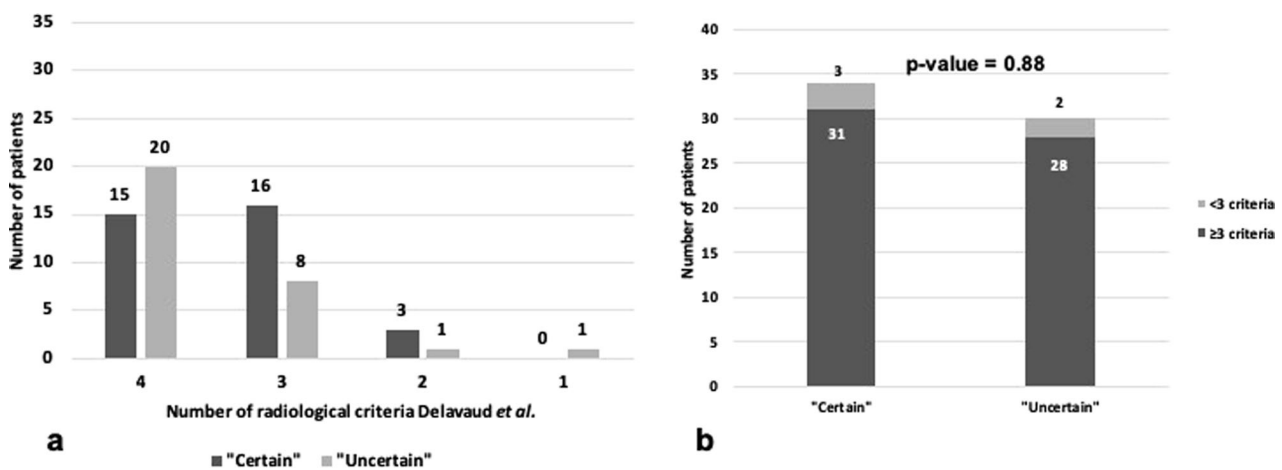 35
30
25
20
15
10
5
0
Number of patients
15
20
16
8
3
1
0
1
4
3
2
1
Number of radiological criteria Delavaud et al.
a
"Certain"
"Uncertain"
40
35
30
25
20
15
10
5
0
Number of patients
p-value = 0.88
3
31
2
28
"Certain"
"Uncertain"
<3 criteria
≥3 criteria
b